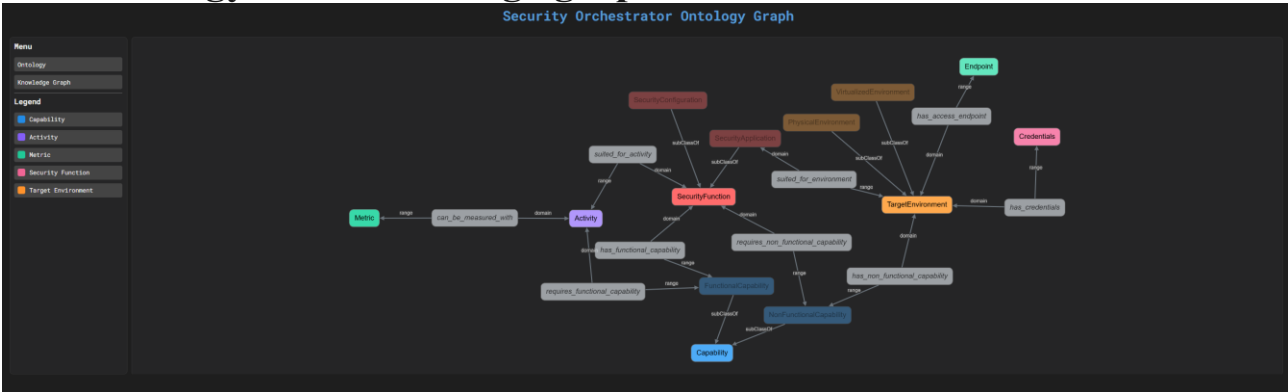 Security Orchestrator Ontology Graph
Menu
Ontology
Knowledge Graph
Legend
Capability
Activity
Metric
Security Function
Target Environment
Endpoint
range
VirtualisedEnvironment
SecurityConfiguration
has_access_endpoint
PhysicalEnvironment
Credentials
SecurityApplication
subClassOf
domain
subClassOf
domain
suited_for_activity
subClassOf
subClassOf
range
domain
suited_for_environment
range
range
SecurityFunction
TargetEnvironment
domain
has_credentials
Metric
range
can_be_measured_with
domain
Activity
domain
domain
domain
requires_non_functional_capability
domain
has_functional_capability
range
range
has_non_functional_capability
requires_functional_capability
range
FunctionalCapability
range
subClassOf
NonFunctionalCapability
subClassOf
Capability